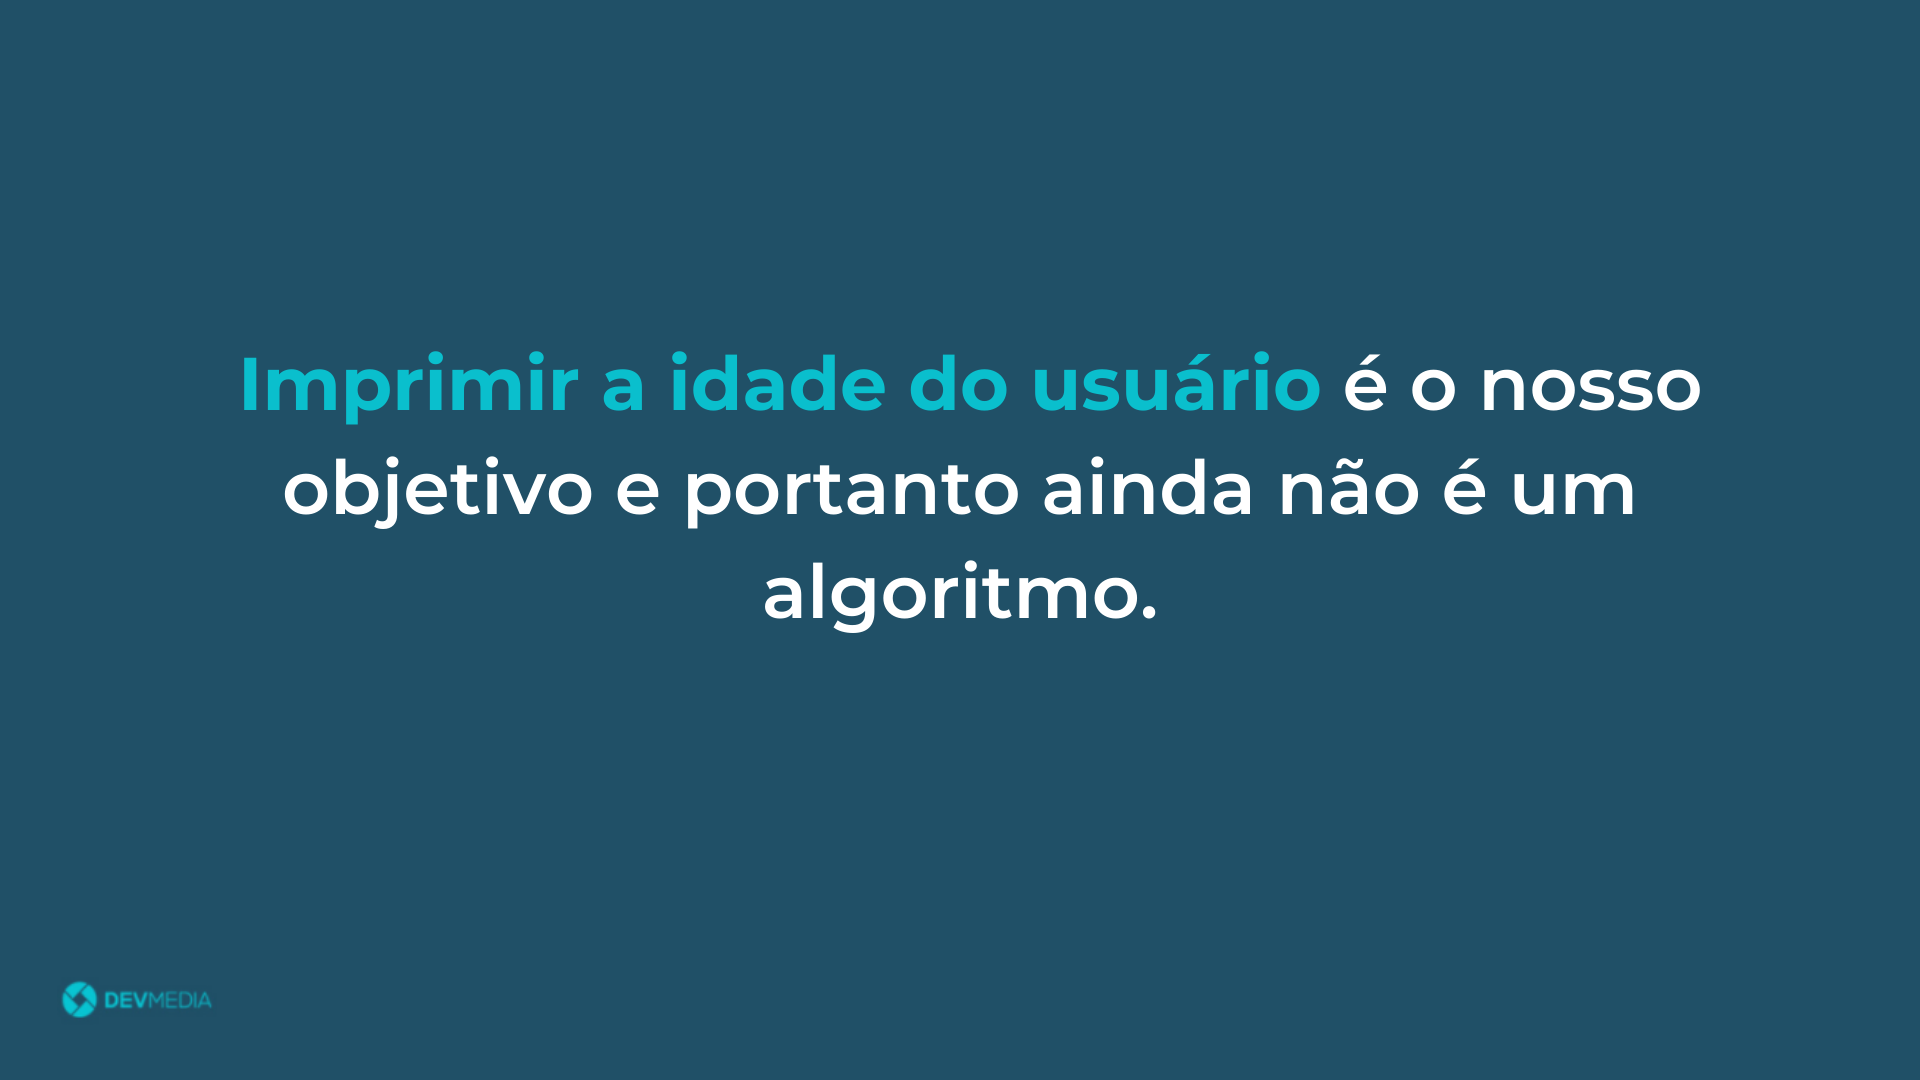 Imprimir a idade do usuário é o nosso
objetivo e portanto ainda não é um
algoritmo.
DEVMEDIA